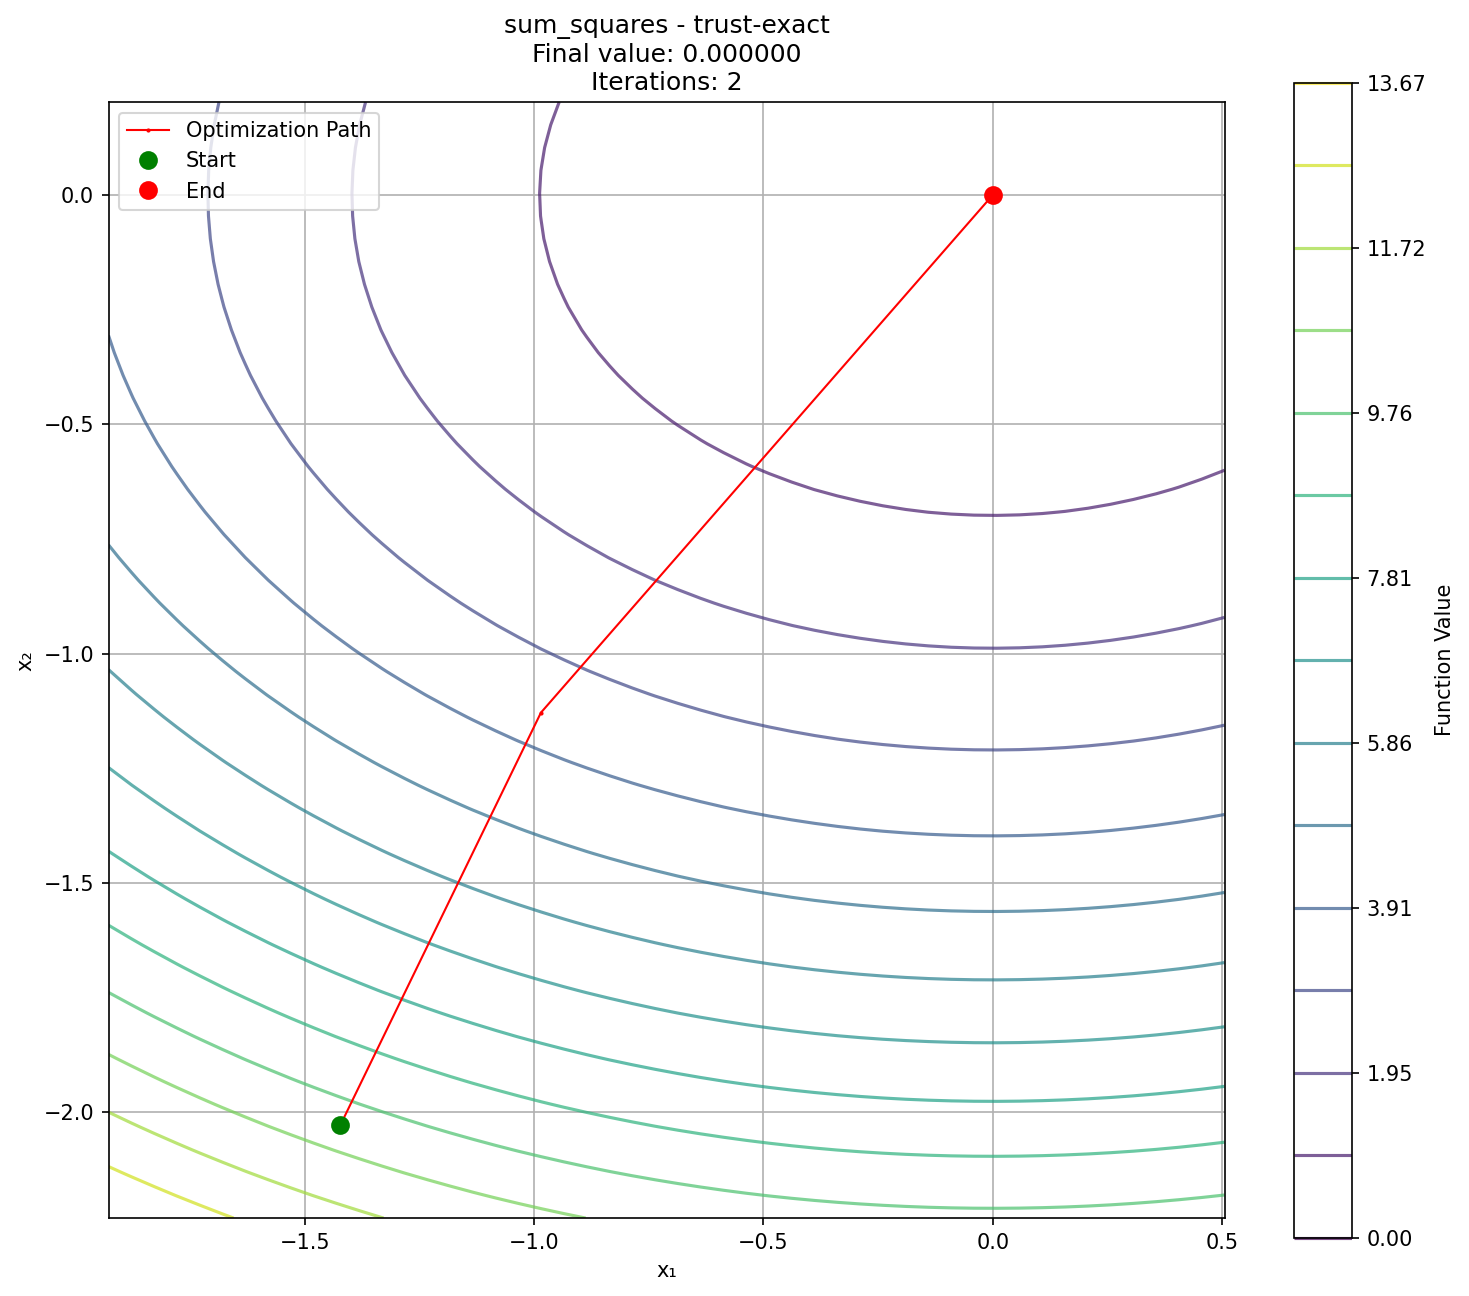 sum_squares - trust-exact
Final value: 0.000000
Iterations: 2
Optimization Path
Start
End
0.0
−0.5
−1.0
−1.5
−2.0
x₂
−1.5
−1.0
−0.5
0.0
0.5
x₁
13.67
11.72
9.76
7.81
5.86
3.91
1.95
0.00
Function Value